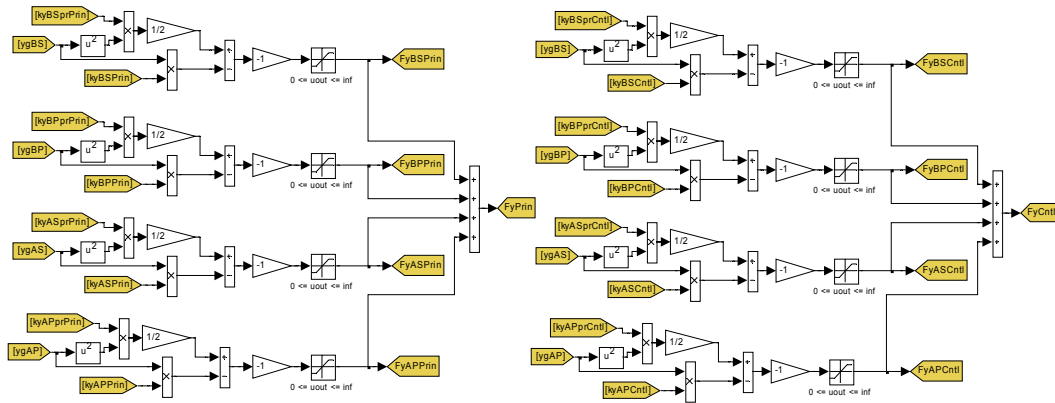 [kyBSprPrin]
[ygBS]
u²
×
1/2
[kyBSPrin]
×
+
−
-1
0 <= uout <= inf
FyBSPrin
[kyBPprPrin]
[ygBP]
u²
×
1/2
[kyBPPrin]
×
+
−
-1
0 <= uout <= inf
FyBPPrin
+
+
+
+
FyPrin
[kyASprPrin]
[ygAS]
u²
×
1/2
[kyASPrin]
×
+
−
-1
0 <= uout <= inf
FyASPrin
[kyAPprPrin]
[ygAP]
u²
×
1/2
[kyAPPrin]
×
+
−
-1
0 <= uout <= inf
FyAPPrin
[kyBSprCntl]
[ygBS]
u²
×
1/2
[kyBSCntl]
×
+
−
-1
0 <= uout <= inf
FyBSCntl
[kyBPprCntl]
[ygBP]
u²
×
1/2
[kyBPCntl]
×
+
−
-1
0 <= uout <= inf
FyBPCntl
+
+
+
+
FyCntl
[kyASprCntl]
[ygAS]
u²
×
1/2
[kyASCntl]
×
+
−
-1
0 <= uout <= inf
FyASCntl
[kyAPprCntl]
[ygAP]
u²
×
1/2
[kyAPCntl]
×
+
−
-1
0 <= uout <= inf
FyAPCntl